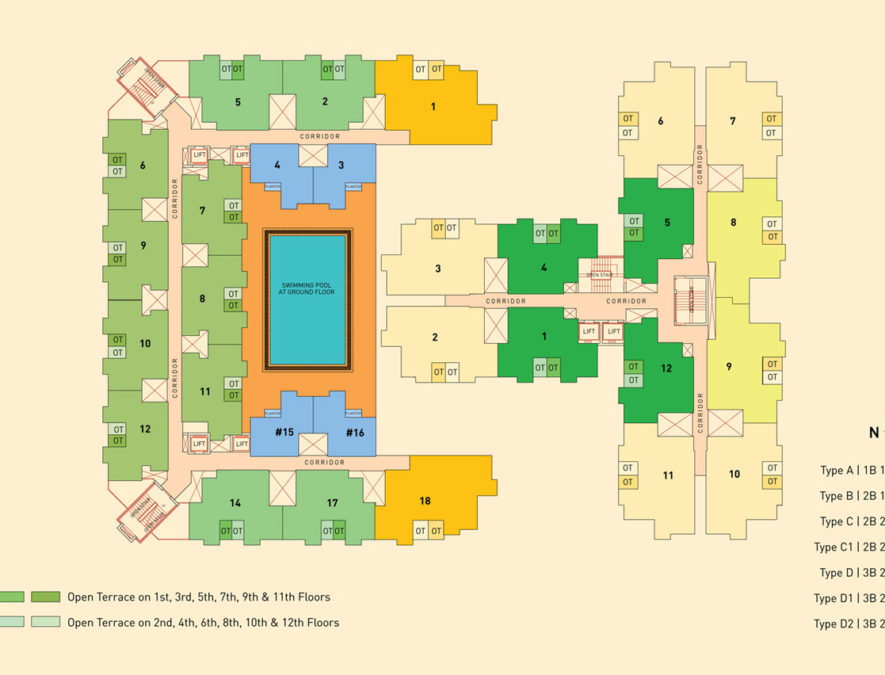 OT OT
OT OT
OT OT
5
2
1
6
7
OT
OT
OT
OT
OPEN STAIR
CORRIDOR
LIFT
LIFT
4
3
PLANTER
PLANTER
6
OT
OT
CORRIDOR
7
OT
OT
9
OT
OT
8
OT
OT
10
OT
OT
11
OT
OT
12
OT
OT
CORRIDOR
SWIMMING POOL
AT GROUND FLOOR
PLANTER
PLANTER
#15
#16
LIFT
LIFT
CORRIDOR
14
17
18
OT OT
OT OT
OT OT
OPEN STAIR
CORRIDOR
5
OT
OT
8
OT
OT
OT OT
OT OT
3
4
OPEN STAIR
CORRIDOR
CORRIDOR
OPEN STAIR
2
1
LIFT
LIFT
OT OT
OT OT
12
OT
OT
9
OT
OT
CORRIDOR
11
OT
OT
10
OT
OT
N
Type A | 1B 1
Type B | 2B 1
Type C | 2B 2
Type C1 | 2B 2
Type D | 3B 2
Type D1 | 3B 2
Type D2 | 3B 2
Open Terrace on 1st, 3rd, 5th, 7th, 9th & 11th Floors
Open Terrace on 2nd, 4th, 6th, 8th, 10th & 12th Floors